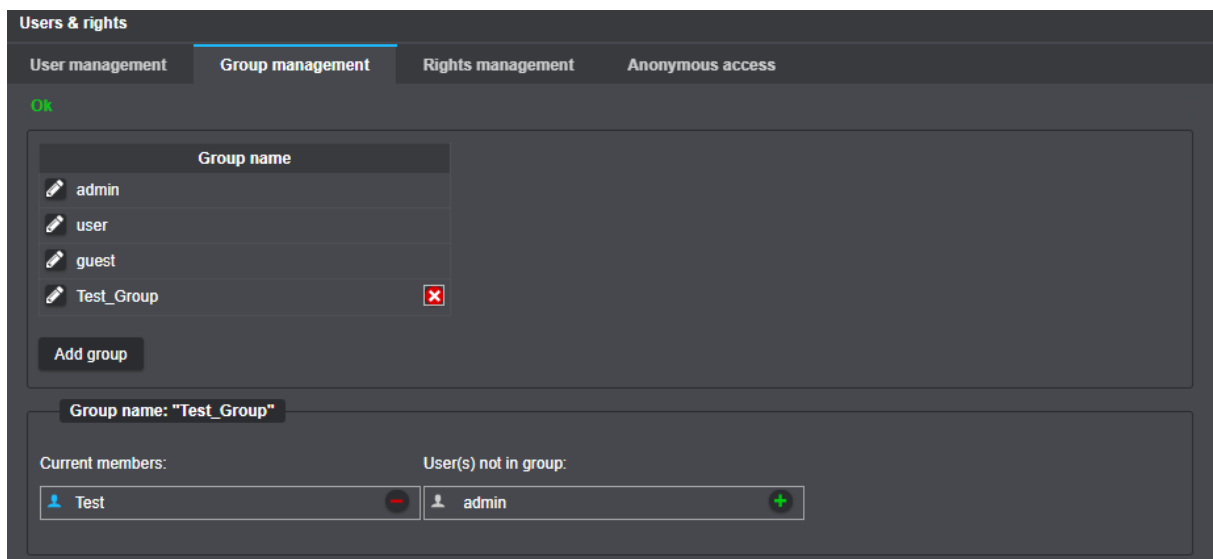 Users & rights
User management Group management Rights management Anonymous access
Ok
Group name
admin
user
guest
Test_Group
Add group
Group name: "Test_Group"
Current members: User(s) not in group:
Test admin